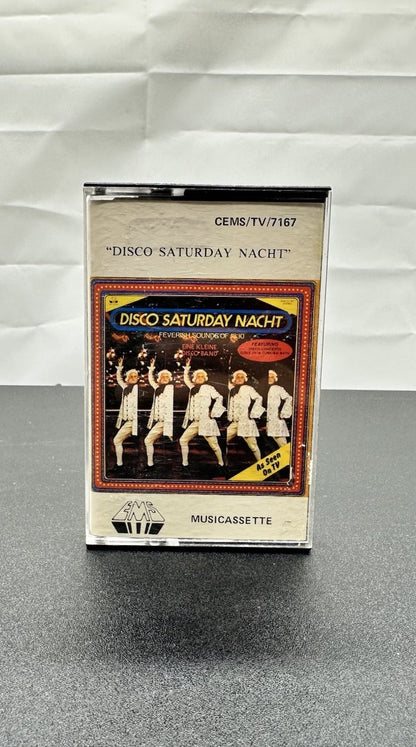 CEMS/TV/7167
"DISCO SATURDAY NACHT"
DISCO SATURDAY NACHT
FEVERISH SOUNDS OF
EINE KLEINE
DISCO BAND
FEATURING
As Seen
On TV
EMS
MUSICASSETTE